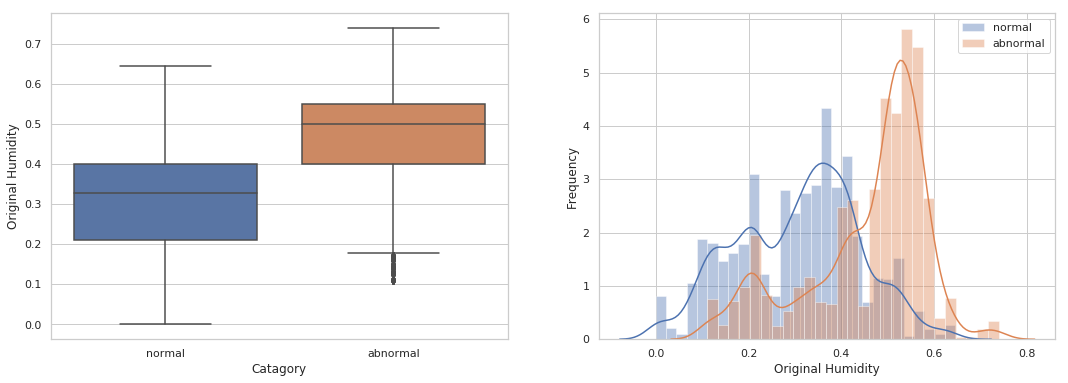 0.7
0.6
0.5
0.4
0.3
0.2
0.1
0.0
Original Humidity
normal abnormal
Catagory
6
5
4
3
2
1
0
Frequency
normal
abnormal
0.0 0.2 0.4 0.6 0.8
Original Humidity